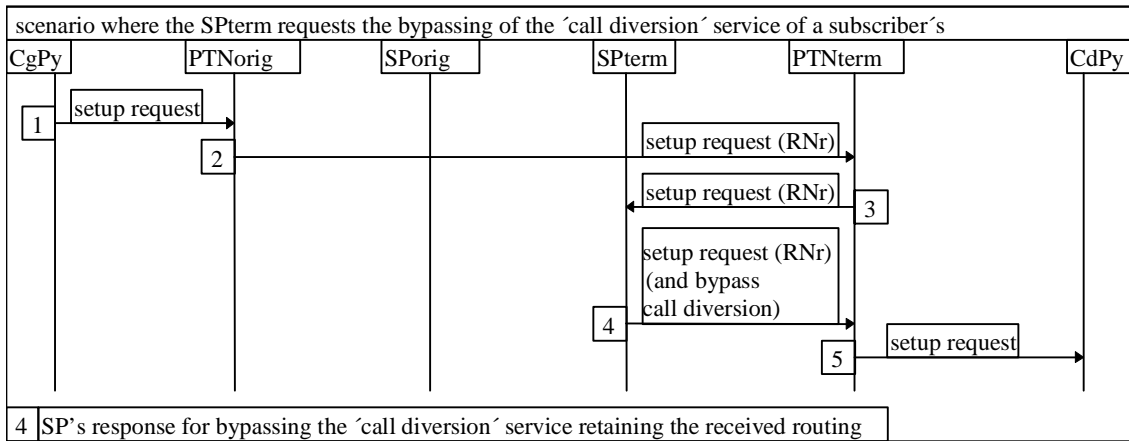 scenario where the SPterm requests the bypassing of the ´call diversion´ service of a subscriber´s
CgPy
PTNorig
SPorig
SPterm
PTNterm
CdPy
1
setup request
2
setup request (RNr)
setup request (RNr)
3
setup request (RNr)
(and bypass
call diversion)
4
5
setup request
4 SP’s response for bypassing the ´call diversion´ service retaining the received routing